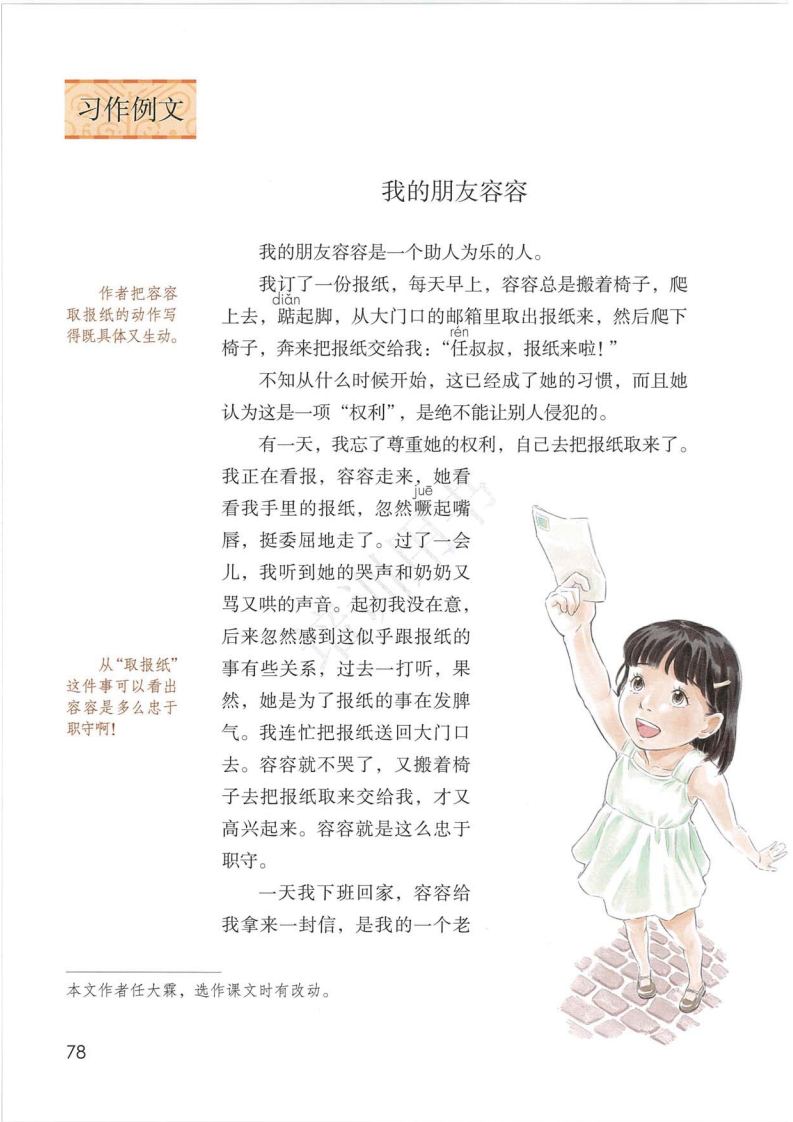 习作例文
我的朋友容容
我的朋友容容是一个助人为乐的人。
我订了一份报纸，每天早上，容容总是搬着椅子，爬
diǎn
上去，踮起脚，从大门口的邮箱里取出报纸来，然后爬下
rén
椅子，奔来把报纸交给我：“任叔叔，报纸来啦！”
不知从什么时候开始，这已经成了她的习惯，而且她
认为这是一项“权利”，是绝不能让别人侵犯的。
有一天，我忘了尊重她的权利，自己去把报纸取来了。
我正在看报，容容走来，她看
juē
看我手里的报纸，忽然噘起嘴
唇，挺委屈地走了。过了一会
儿，我听到她的哭声和奶奶又
骂又哄的声音。起初我没在意，
后来忽然感到这似乎跟报纸的
事有些关系，过去一打听，果
然，她是为了报纸的事在发脾
气。我连忙把报纸送回大门口
去。容容就不哭了，又搬着椅
子去把报纸取来交给我，才又
高兴起来。容容就是这么忠于
职守。
一天我下班回家，容容给
我拿来一封信，是我的一个老
作者把容容
取报纸的动作写
得既具体又生动。
从“取报纸”
这件事可以看出
容容是多么忠于
职守啊！
培训用书
本文作者任大霖，选作课文时有改动。
78